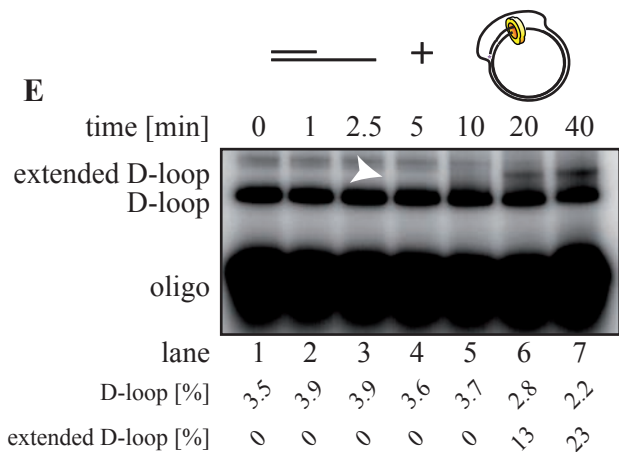 +
E
time [min] 0 1 2.5 5 10 20 40
extended D-loop
D-loop
oligo
lane 1 2 3 4 5 6 7
D-loop [%] 3.5 3.9 3.9 3.6 3.7 2.8 2.2
extended D-loop [%] 0 0 0 0 0 13 23